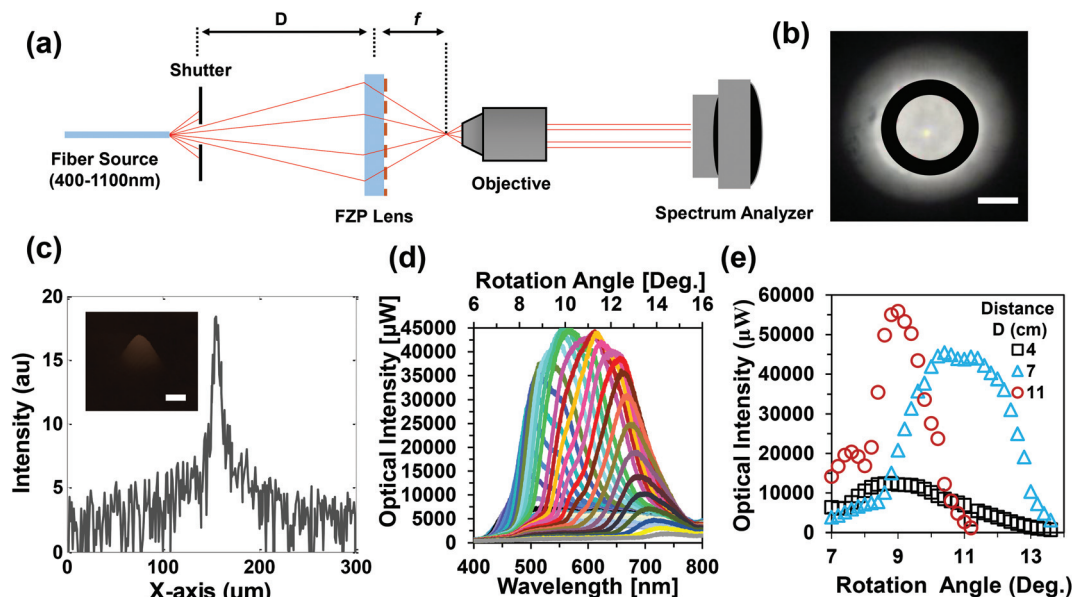 (a)
D
f
Shutter
Fiber Source
(400-1100nm)
FZP Lens
Objective
Spectrum Analyzer
(b)
(c)
Intensity (au)
20
15
10
5
0
0
100
200
300
X-axis (μm)
(d)
Rotation Angle [Deg.]
6 8 10 12 14 16
Optical Intensity [μW]
45000
40000
35000
30000
25000
20000
15000
10000
5000
0
400 500 600 700 800
Wavelength [nm]
(e)
Optical Intensity (μW)
60000
50000
40000
30000
20000
10000
0
7 9 11 13
Rotation Angle (Deg.)
Distance
D (cm)
4
7
11